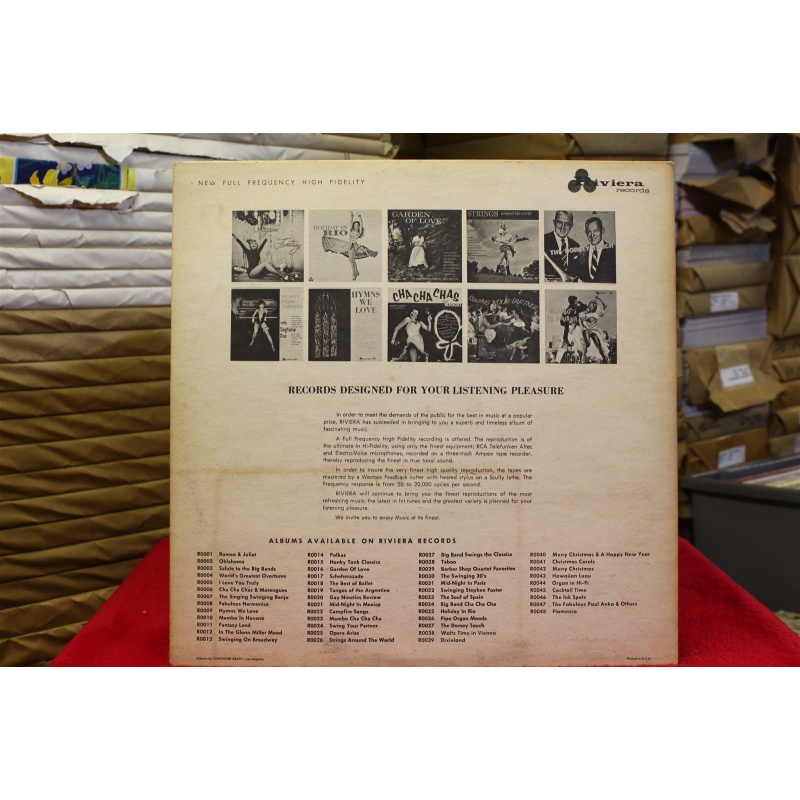 NEW FULL FREQUENCY HIGH FIDELITY
Riviera
records
HOLIDAY IN
RIO
GARDEN
OF LOVE
STRINGS around the world
THE DORSEY TOUCH
HYMNS
WE
LOVE
CHA CHA CHAS
SWING YOUR PARTNER
RECORDS DESIGNED FOR YOUR LISTENING PLEASURE
In order to meet the demands of the public for the best in music at a popular
price, RIVIERA has succeeded in bringing to you a superb and timeless album of
fascinating music.
A Full Frequency High Fidelity recording is offered. The reproduction is of
the ultimate in Hi-Fidelity, using only the finest equipment; RCA Telefunken Altec
and Electro-Voice microphones, recorded on a three-track Ampex tape recorder,
thereby reproducing the finest in true tonal sound.
In order to insure the very finest high quality reproduction, the tapes are
mastered by a Westrex Feedback cutter with heated stylus on a Scully lathe. The
Frequency response is from 20 to 20,000 cycles per second.
RIVIERA will continue to bring you the finest reproductions of the most
refreshing music; the latest in hit tunes and the greatest variety is planned for your
listening pleasure.
We invite you to enjoy Music at its finest.
ALBUMS AVAILABLE ON RIVIERA RECORDS
R0001 Romeo & Juliet
R0002 Oklahoma
R0003 Salute to the Big Bands
R0004 World's Greatest Overtures
R0005 I Love You Truly
R0006 Cha Cha Chas & Merengues
R0007 The Singing Swinging Banjo
R0008 Fabulous Harmonica
R0009 Hymns We Love
R0010 Mambo in Havana
R0011 Fantasy Land
R0012 In The Glenn Miller Mood
R0013 Swinging On Broadway
R0014 Polkas
R0015 Honky Tonk Classics
R0016 Garden Of Love
R0017 Scheherazade
R0018 The Best of Ballet
R0019 Tangos of the Argentine
R0020 Gay Nineties Review
R0021 Mid-Night in Mexico
R0022 Campfire Songs
R0023 Mambo Cha Cha Cha
R0024 Swing Your Partner
R0025 Opera Arias
R0026 Strings Around The World
R0027 Big Band Swings the Classics
R0028 Taboo
R0029 Barber Shop Quartet Favorites
R0030 The Swinging 30's
R0031 Mid-Night In Paris
R0032 Swinging Stephen Foster
R0033 The Soul of Spain
R0034 Big Band Cha Cha Cha
R0035 Holiday In Rio
R0036 Pipe Organ Moods
R0037 The Dorsey Touch
R0038 Waltz Time in Vienna
R0039 Dixieland
R0040 Merry Christmas & A Happy New Year
R0041 Christmas Carols
R0042 Merry Christmas
R0043 Hawaiian Luau
R0044 Organ in Hi-Fi
R0045 Cocktail Time
R0046 The Ink Spots
R0047 The Fabulous Paul Anka & Others
R0048 Flamenco
Printed in U.S.A.